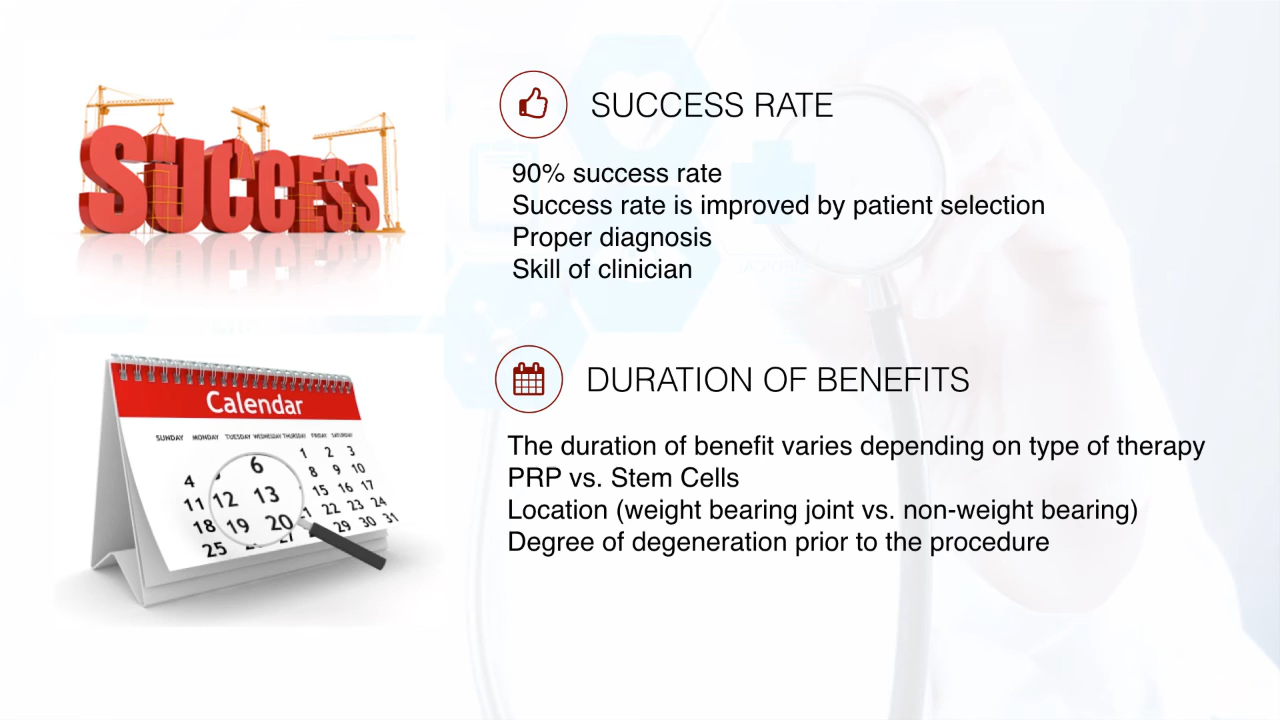 SUCCESS
SUCCESS RATE
90% success rate
Success rate is improved by patient selection
Proper diagnosis
Skill of clinician
Calendar
SUNDAY MONDAY TUESDAY WEDNESDAY THURSDAY FRIDAY SATURDAY
1 2 3
4 6 8 9 10
11 12 13 15 16 17
18 19 20 22 23 24
25 27 29 30 31
DURATION OF BENEFITS
The duration of benefit varies depending on type of therapy
PRP vs. Stem Cells
Location (weight bearing joint vs. non-weight bearing)
Degree of degeneration prior to the procedure